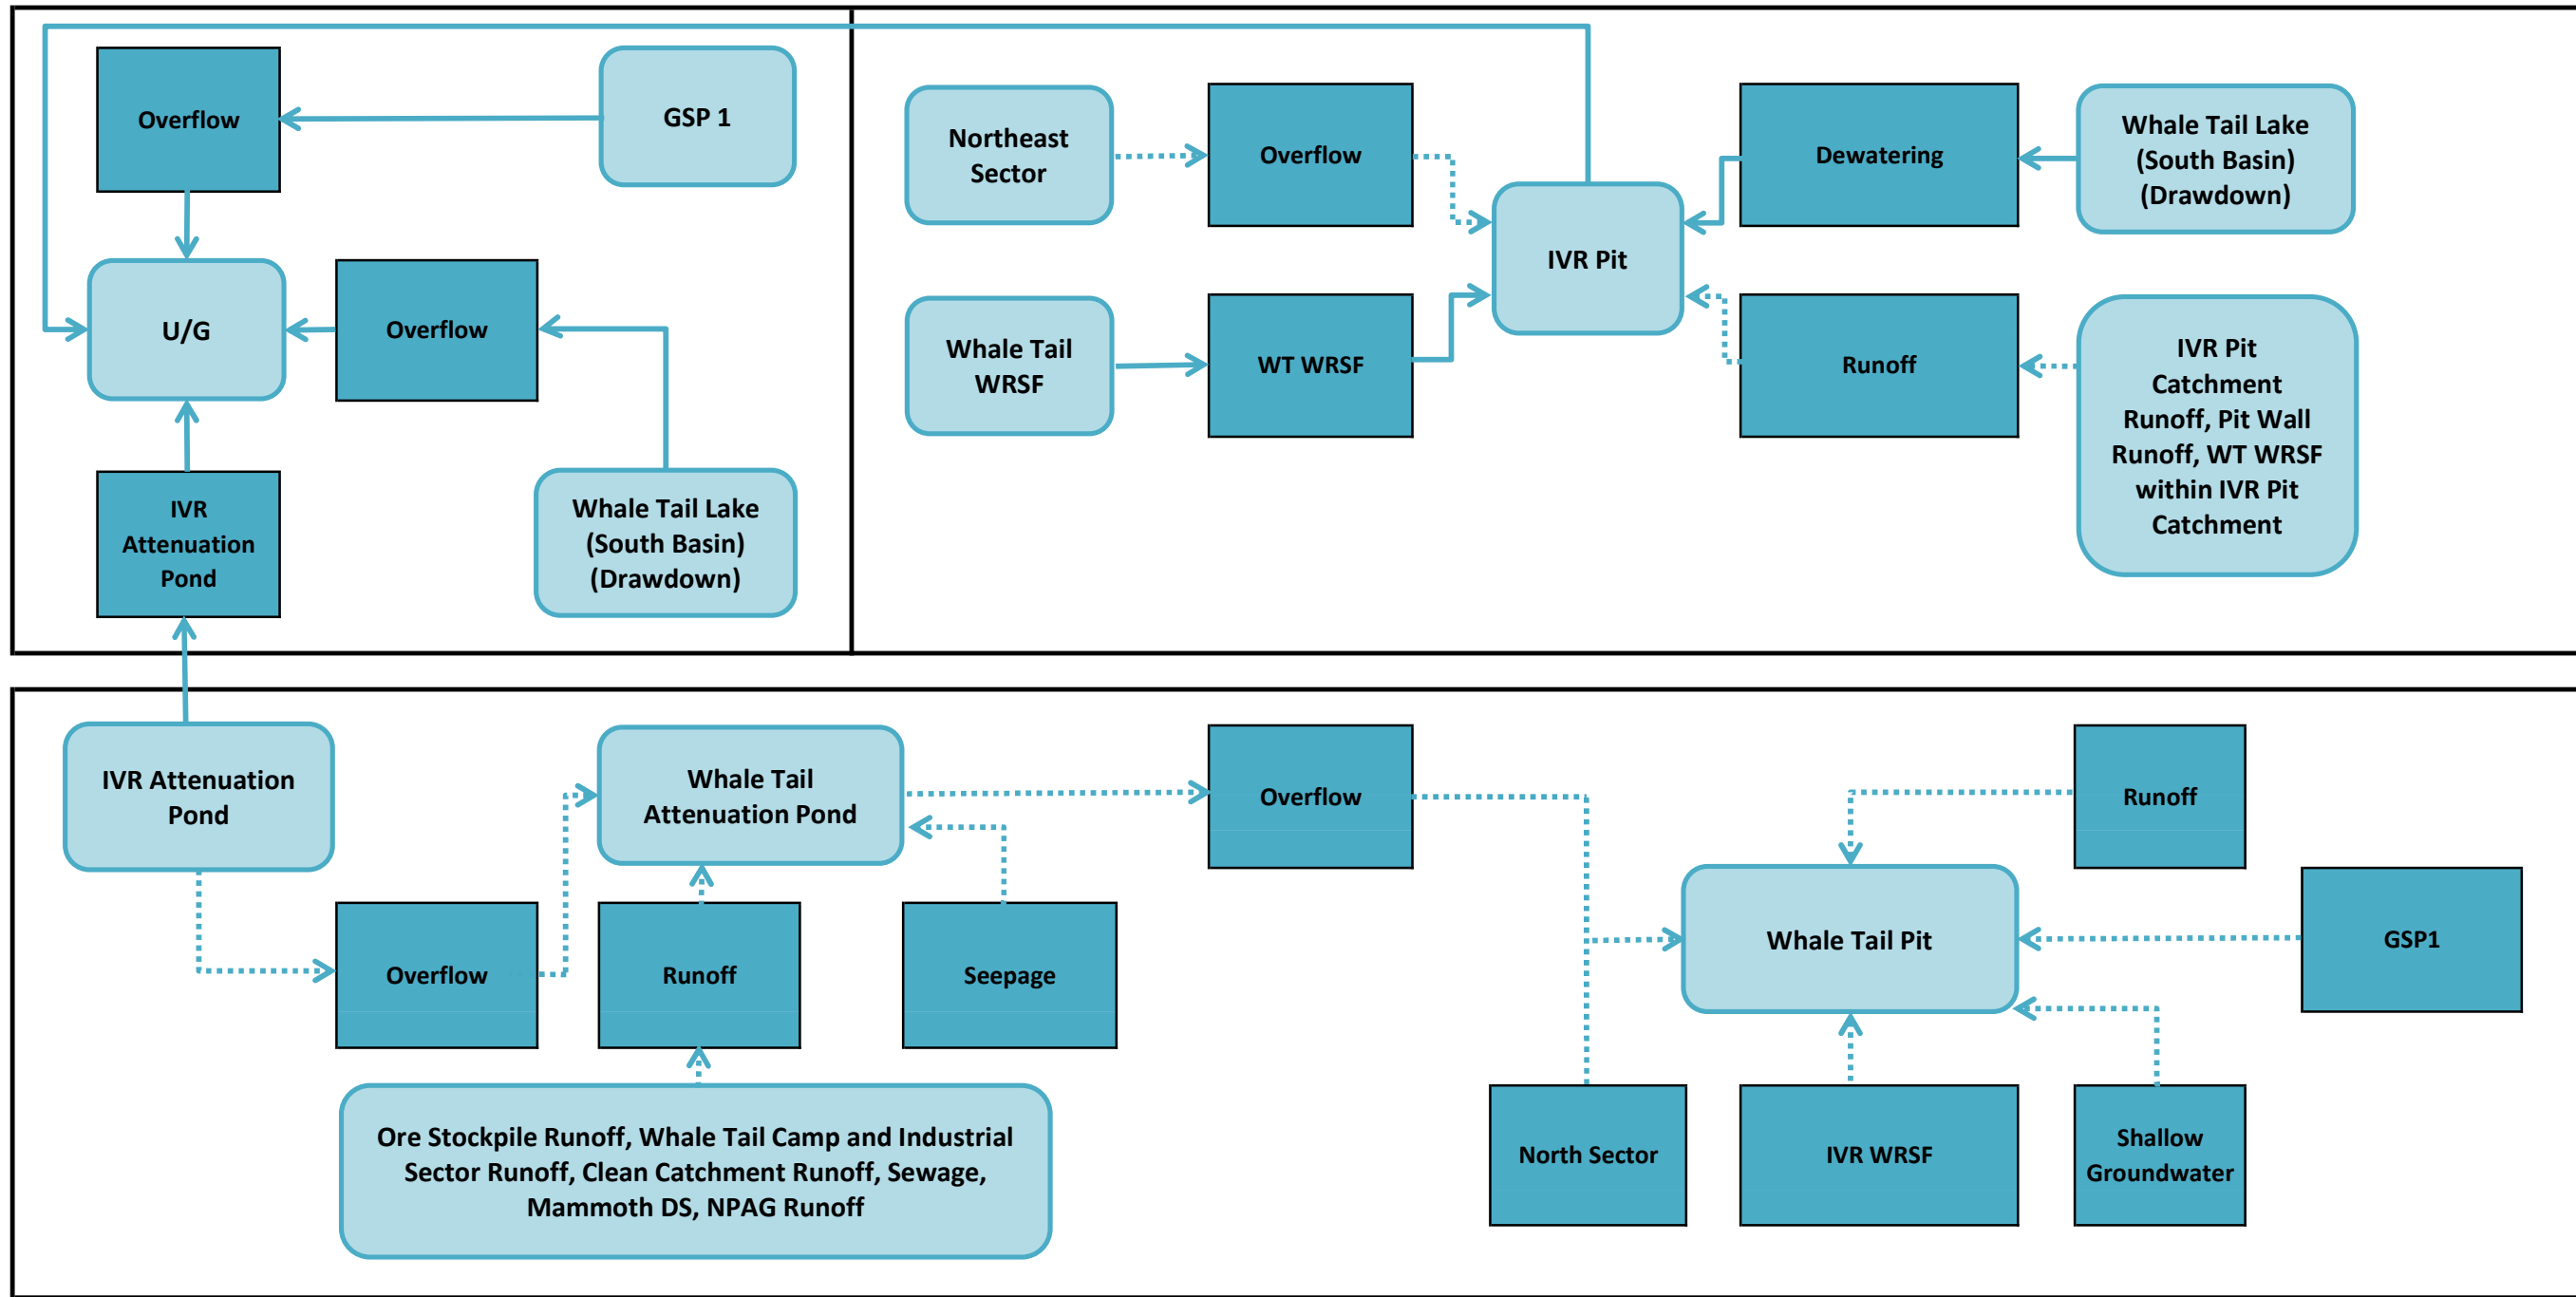 Overflow
GSP 1
U/G
Overflow
IVR
Attenuation
Pond
Whale Tail Lake
(South Basin)
(Drawdown)
Northeast
Sector
Overflow
IVR Pit
Dewatering
Whale Tail Lake
(South Basin)
(Drawdown)
Whale Tail
WRSF
WT WRSF
Runoff
IVR Pit
Catchment
Runoff, Pit Wall
Runoff, WT WRSF
within IVR Pit
Catchment
IVR Attenuation
Pond
Whale Tail
Attenuation Pond
Overflow
Runoff
Overflow
Runoff
Seepage
Whale Tail Pit
GSP1
Ore Stockpile Runoff, Whale Tail Camp and Industrial
Sector Runoff, Clean Catchment Runoff, Sewage,
Mammoth DS, NPAG Runoff
North Sector
IVR WRSF
Shallow
Groundwater